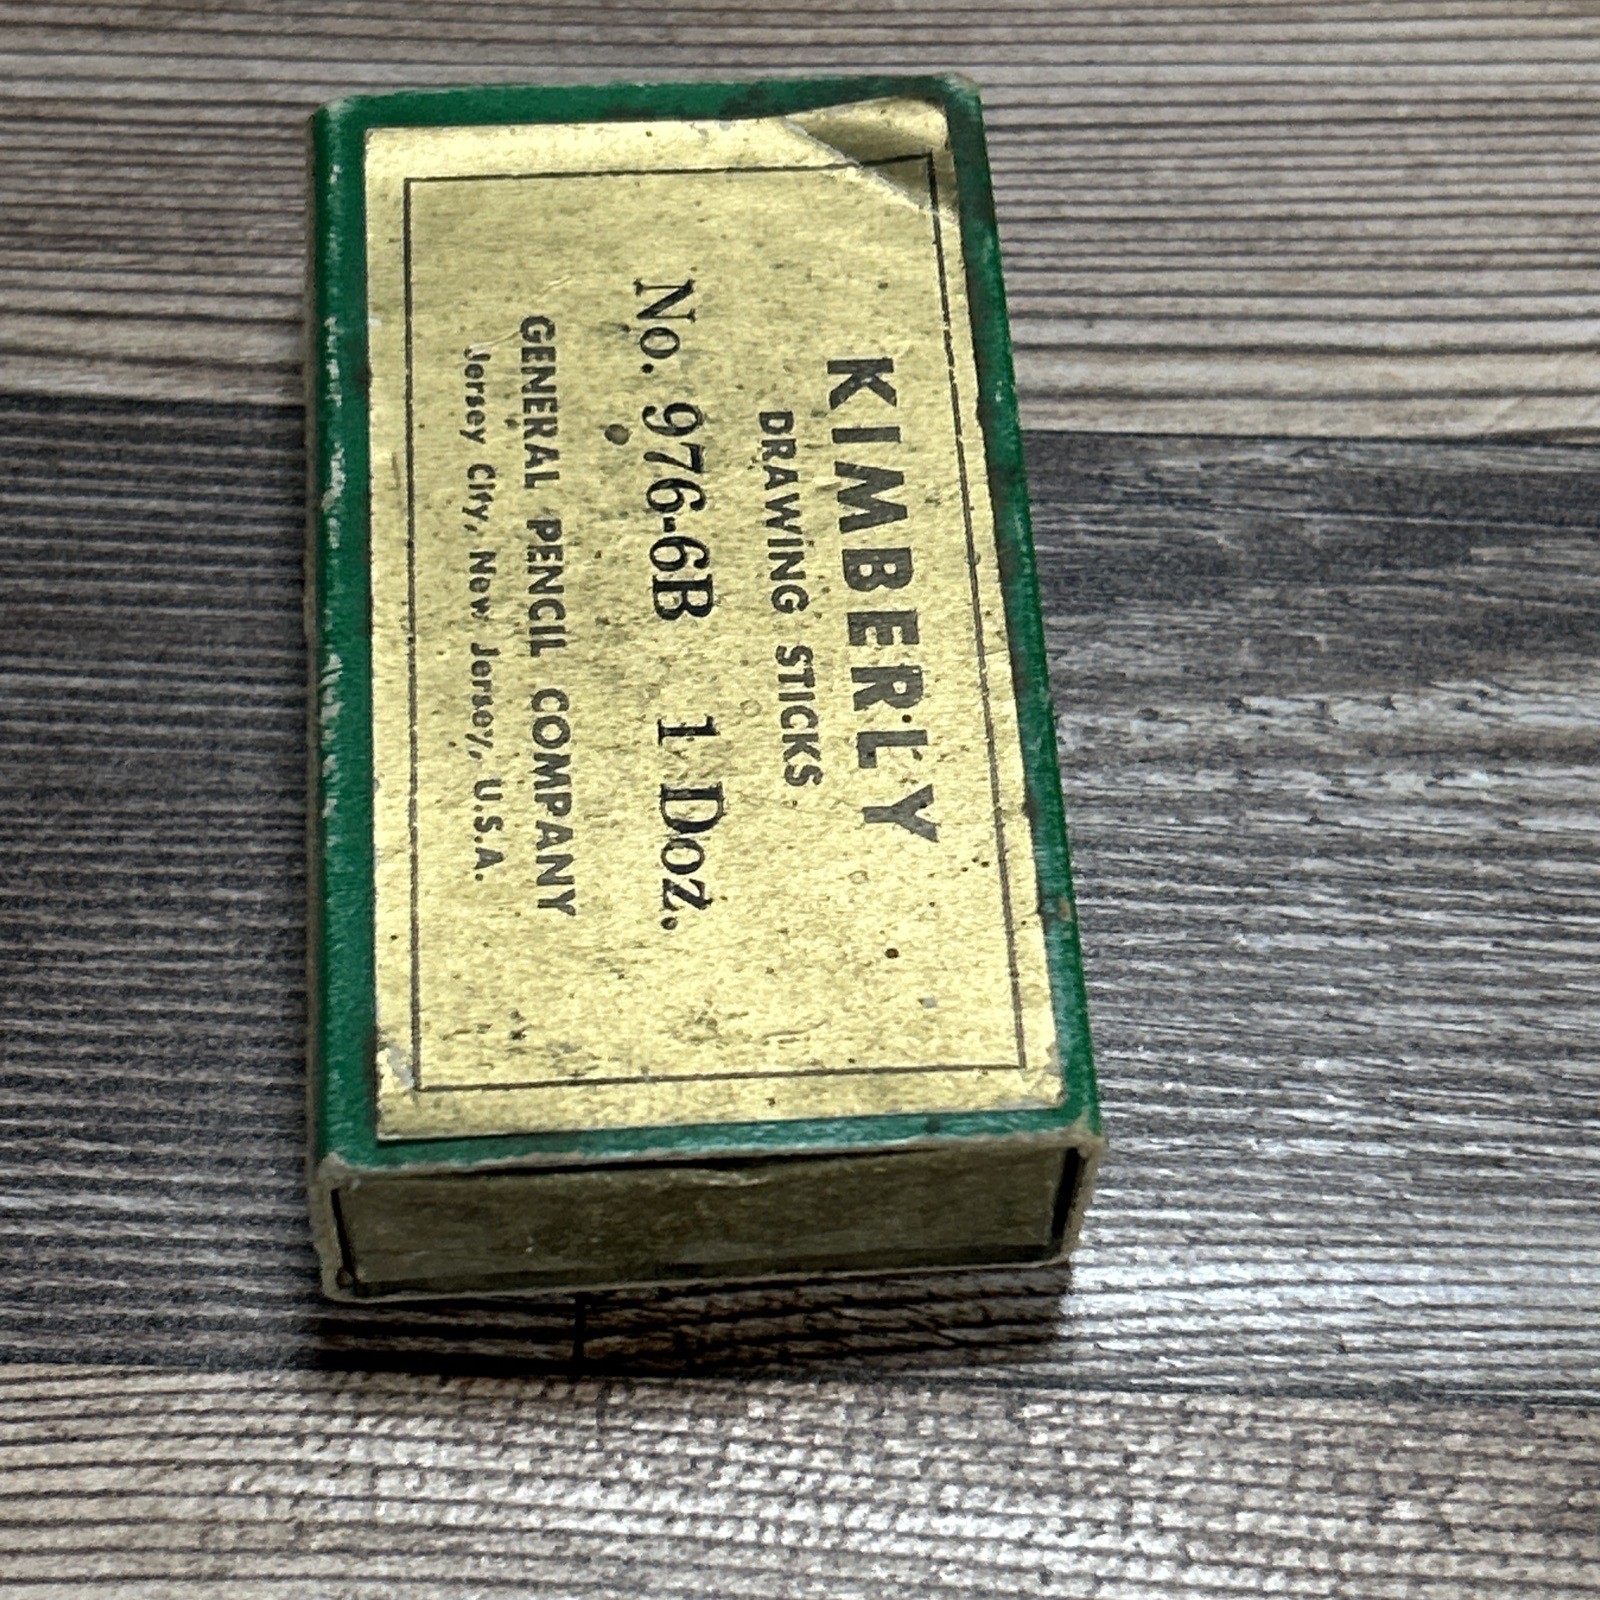 KIMBERLY
DRAWING STICKS
No. 976-6B 1 Doz.
GENERAL PENCIL COMPANY
Jersey City, New Jersey, U.S.A.